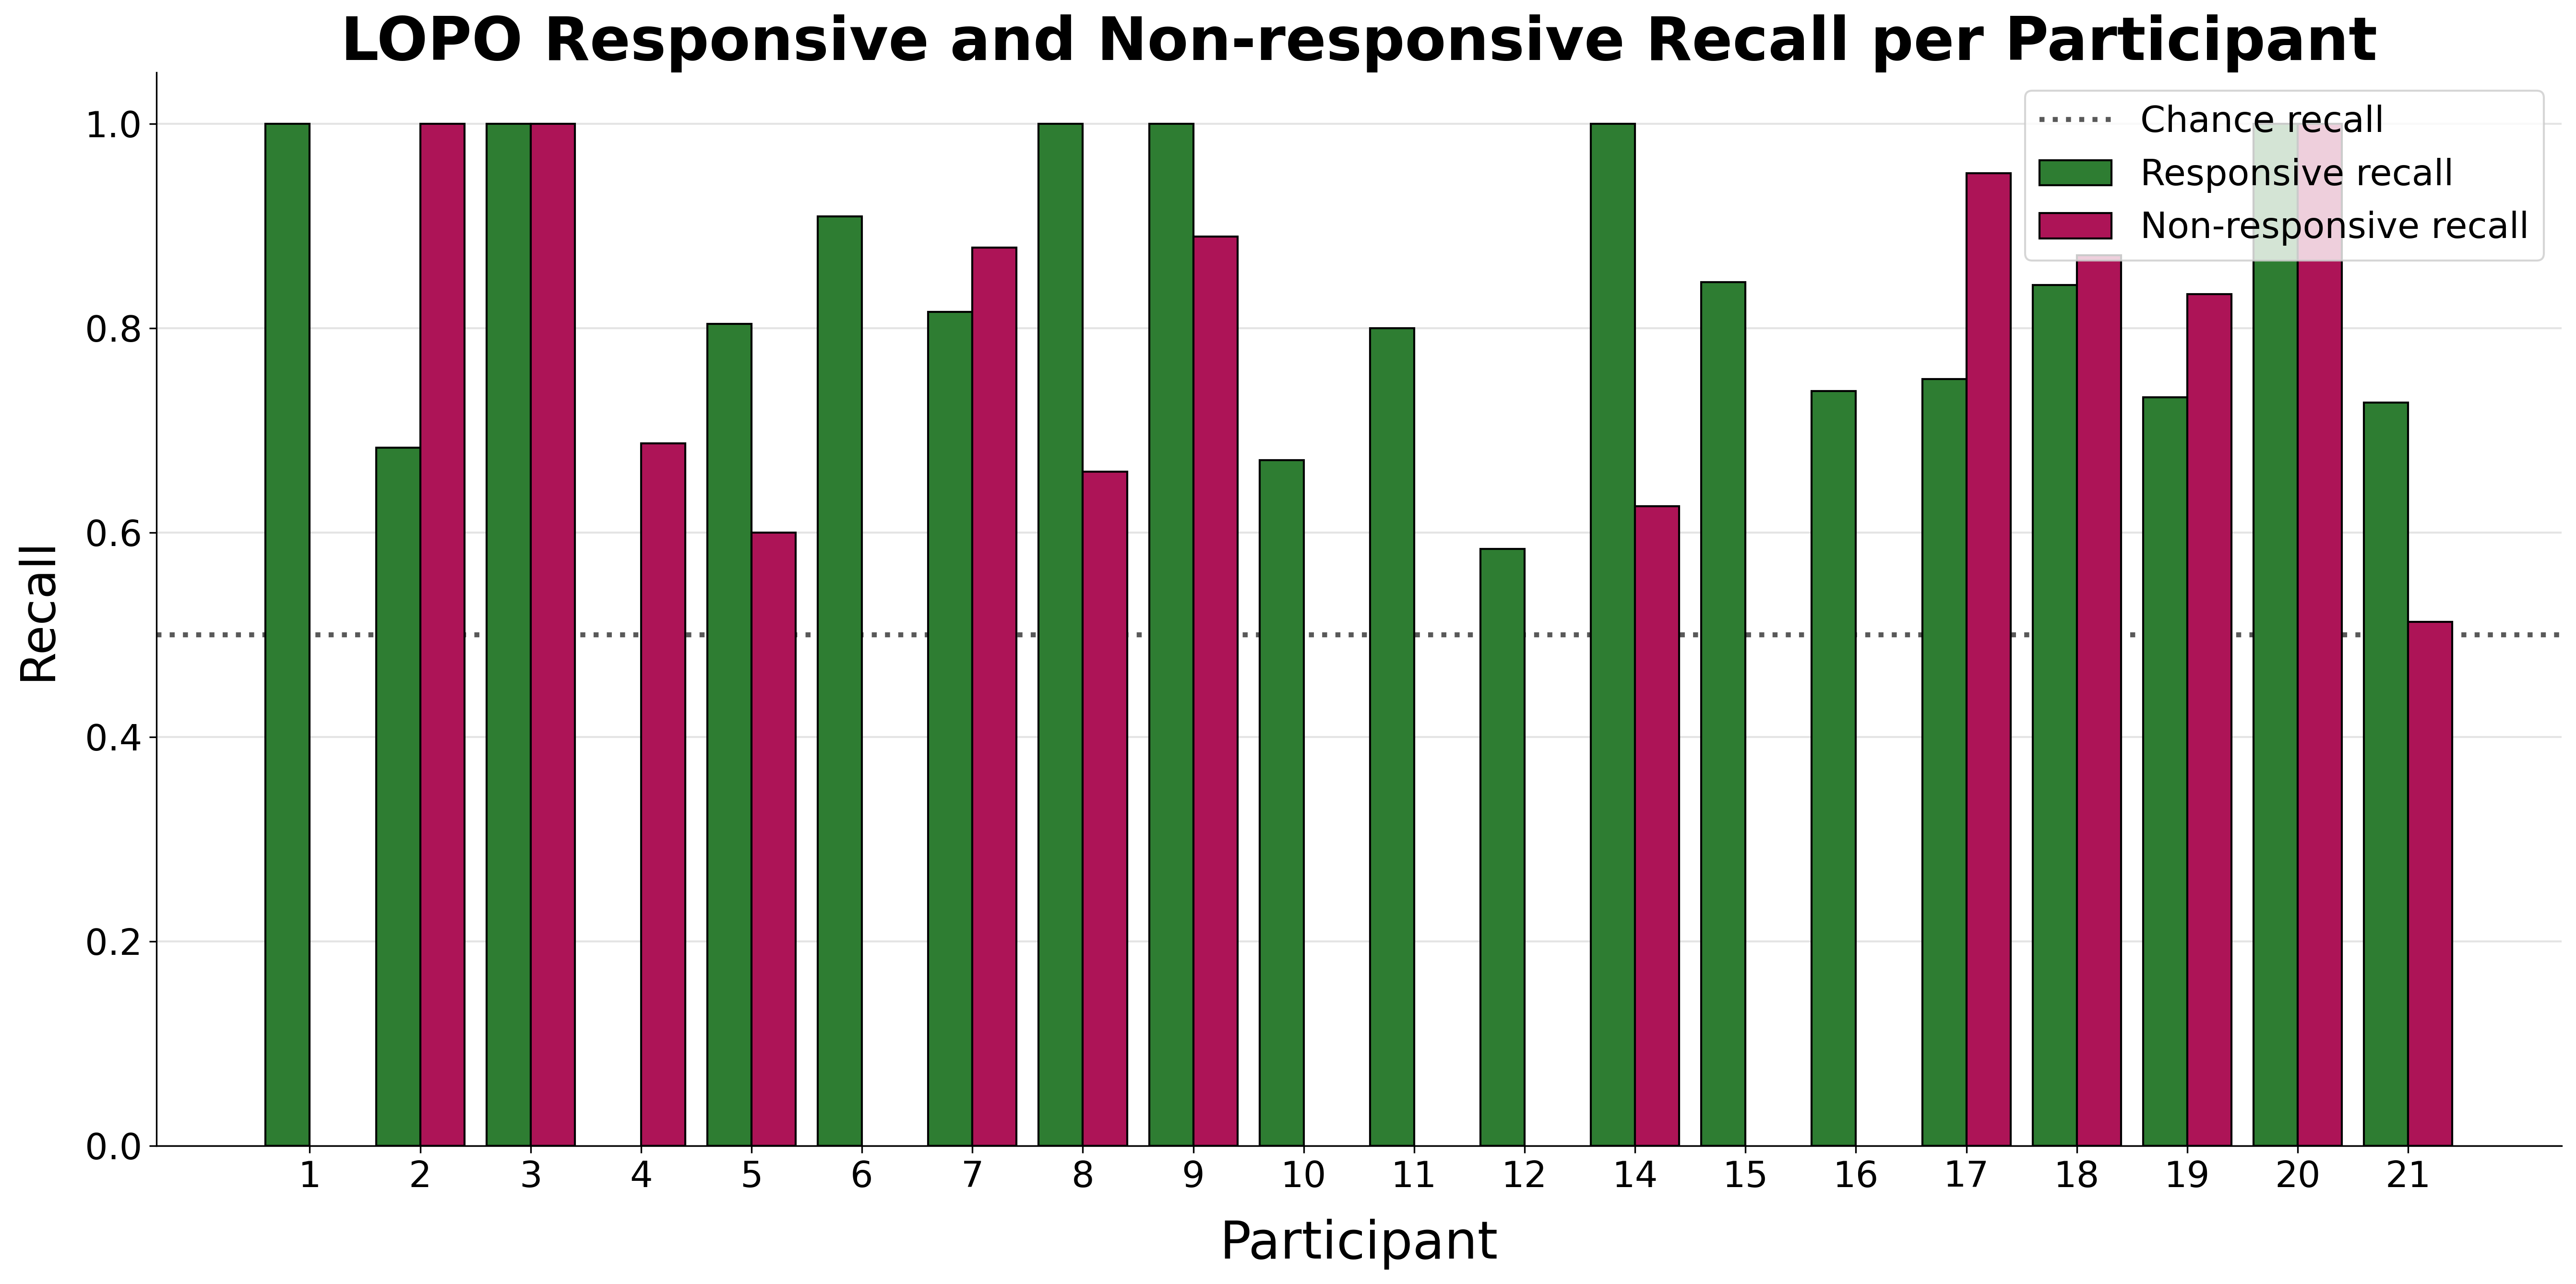 LOPO Responsive and Non-responsive Recall per Participant
Chance recall
Responsive recall
Non-responsive recall
1.0
0.8
0.6
0.4
0.2
0.0
Recall
1 2 3 4 5 6 7 8 9 10 11 12 14 15 16 17 18 19 20 21
Participant